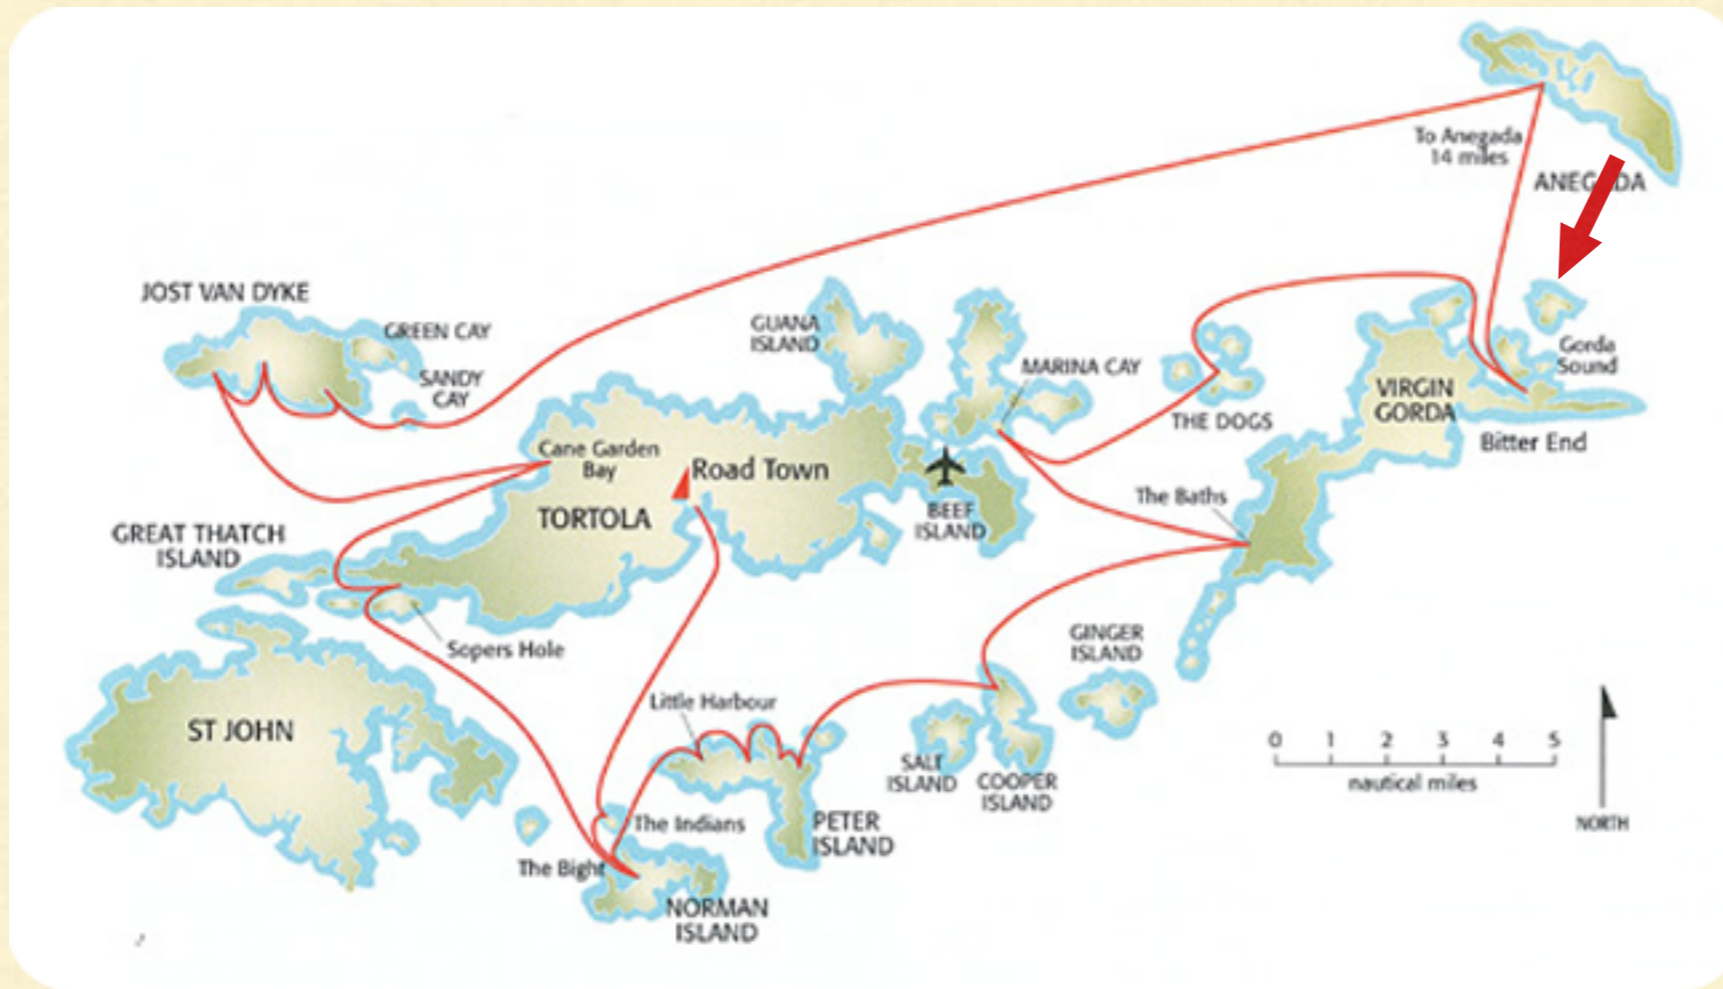 To Anegada
14 miles
ANEGADA
JOST VAN DYKE
GREEN CAY
SANDY
CAY
GUANA
ISLAND
MARINA CAY
THE DOGS
Gorda
Sound
VIRGIN
GORDA
Bitter End
Cane Garden
Bay
Road Town
TORTOLA
BEEF
ISLAND
The Baths
GREAT THATCH
ISLAND
Sopers Hole
GINGER
ISLAND
ST JOHN
Little Harbour
SALT
ISLAND
COOPER
ISLAND
0 1 2 3 4 5
nautical miles
NORTH
The Indians
PETER
ISLAND
The Bight
NORMAN
ISLAND